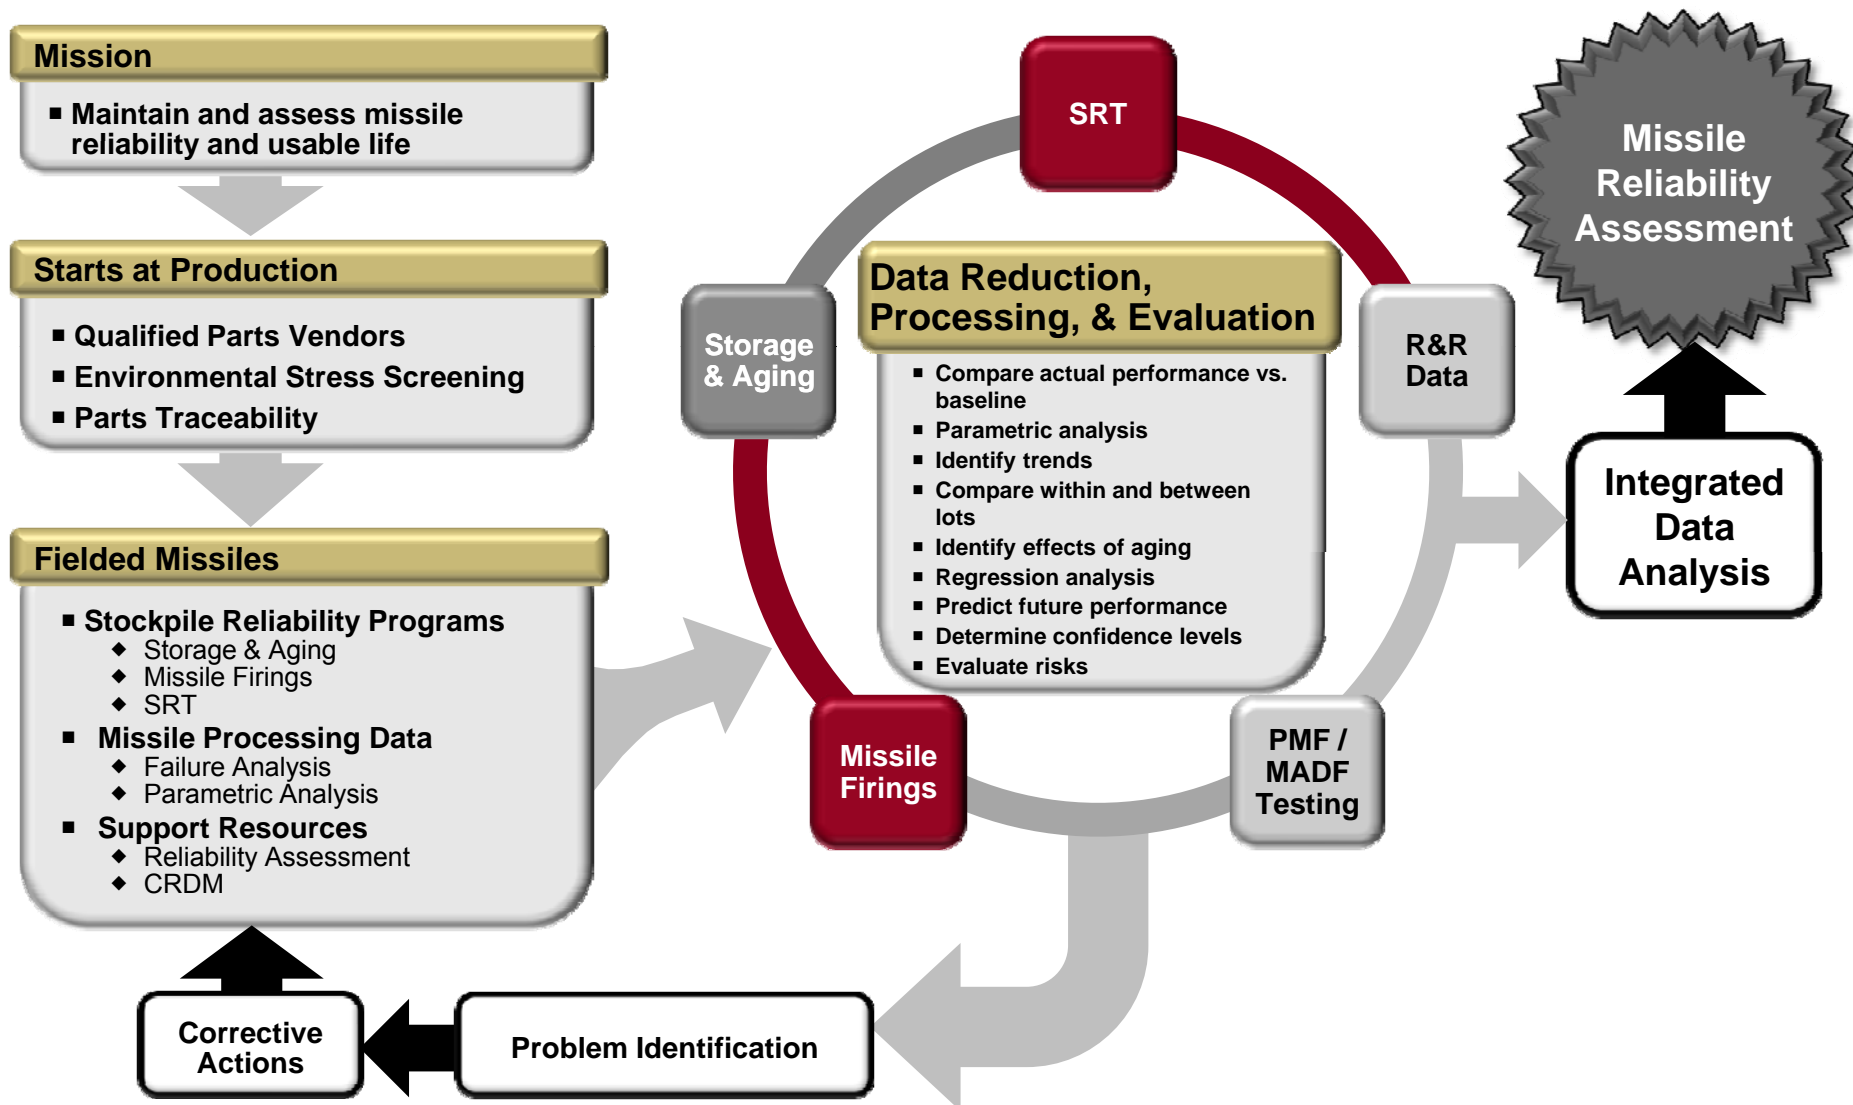 Mission
▪ Maintain and assess missile
reliability and usable life
Starts at Production
▪ Qualified Parts Vendors
▪ Environmental Stress Screening
▪ Parts Traceability
Fielded Missiles
▪ Stockpile Reliability Programs
◆ Storage & Aging
◆ Missile Firings
◆ SRT
▪ Missile Processing Data
◆ Failure Analysis
◆ Parametric Analysis
▪ Support Resources
◆ Reliability Assessment
◆ CRDM
Corrective
Actions
Problem Identification
SRT
Storage
& Aging
Data Reduction,
Processing, & Evaluation
▪ Compare actual performance vs.
baseline
▪ Parametric analysis
▪ Identify trends
▪ Compare within and between
lots
▪ Identify effects of aging
▪ Regression analysis
▪ Predict future performance
▪ Determine confidence levels
▪ Evaluate risks
R&R
Data
Missile
Firings
PMF /
MADF
Testing
Missile
Reliability
Assessment
Integrated
Data
Analysis